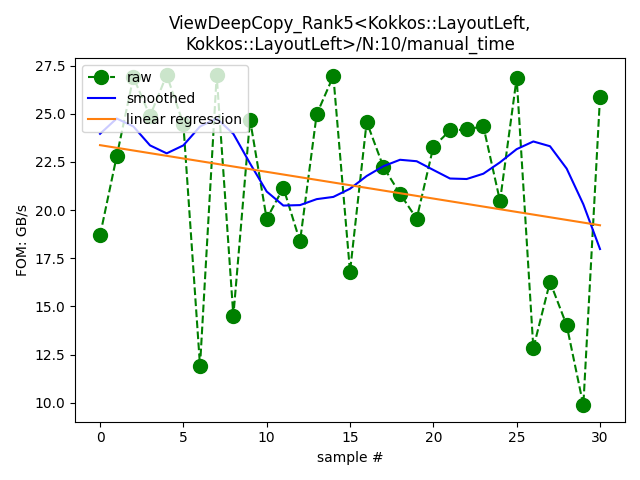 ViewDeepCopy_Rank5<Kokkos::LayoutLeft,
Kokkos::LayoutLeft>/N:10/manual_time
raw
smoothed
linear regression
FOM: GB/s
27.5
25.0
22.5
20.0
17.5
15.0
12.5
10.0
0 5 10 15 20 25 30
sample #